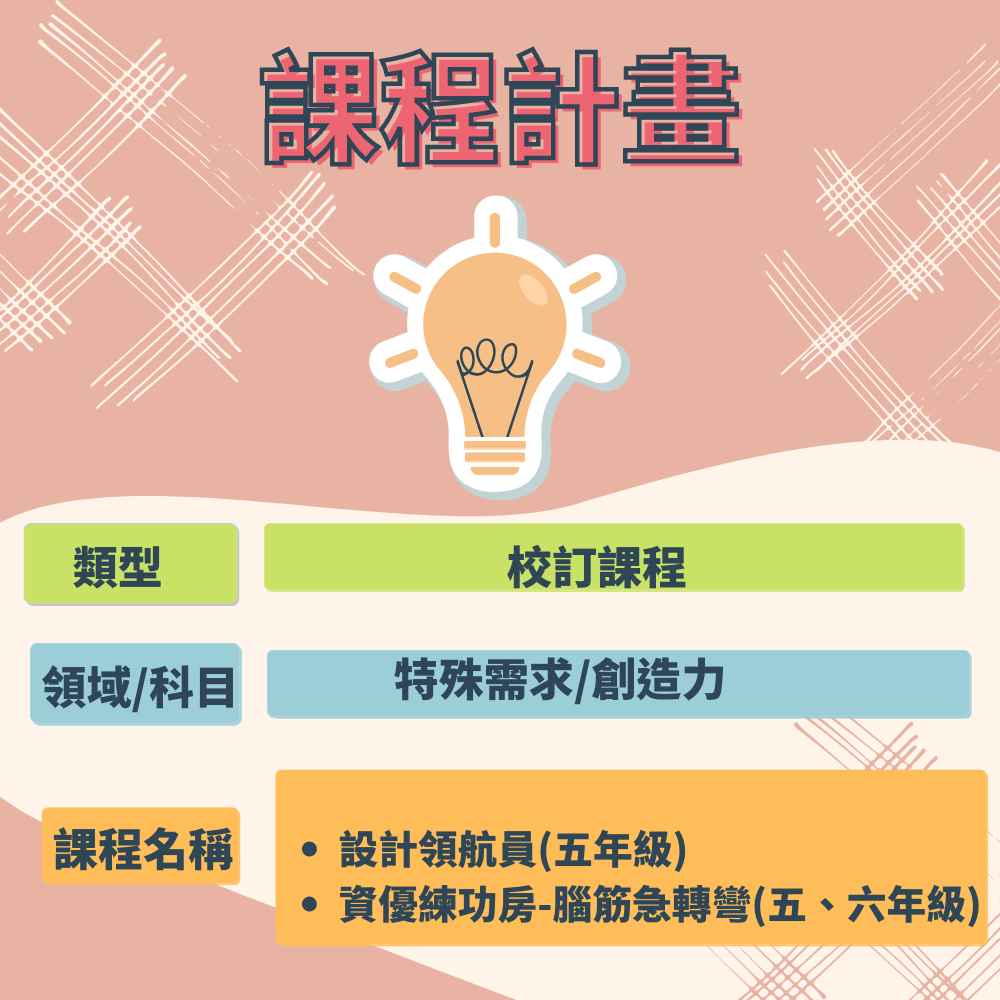 課程計畫
類型
校訂課程
領域/科目
特殊需求/創造力
課程名稱
設計領航員(五年級)
資優練功房-腦筋急轉彎(五、六年級)